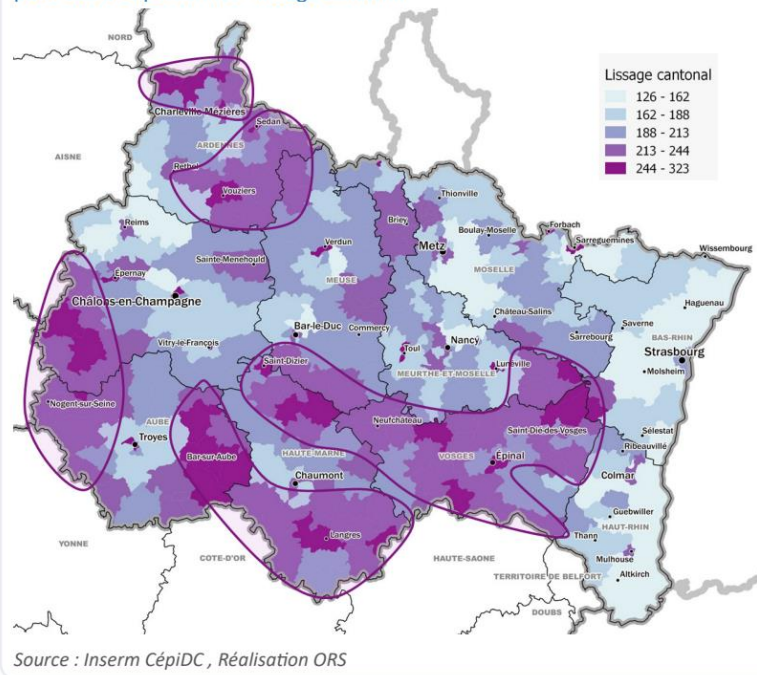 NORD
Lissage cantonal
126 - 162
162 - 188
188 - 213
213 - 244
244 - 323
Charleville-Mézières
Sedan
AISNE
ARDENNES
Rethel
Vouziers
Thionville
Reims
Briey
Forbach
Verdun
Boulay-Moselle
Sarreguemines
Metz
Wissembourg
Sainte-Menehould
Epernay
MOSELLE
MEUSE
Châlons-en-Champagne
Haguenau
Château-Salins
Bar-le-Duc
Commercy
Saverne
Vitry-le-François
Toul
Nancy
Sarrebourg
BAS-RHIN
Strasbourg
Saint-Dizier
Lunéville
MEURTHE-ET-MOSELLE
Molsheim
Nogent-sur-Seine
AUBE
Neufchâteau
Saint-Dié-des-Vosges
Sélestat
Troyes
Ribeauvillé
Bar-sur-Aube
HAUTE-MARNE
VOSGES
Épinal
Colmar
Chaumont
Guebwiller
HAUT-RHIN
Langres
Thann
YONNE
COTE-D'OR
HAUTE-SAONE
Mulhouse
TERRITOIRE DE BELFORT
Altkirch
DOUBS
Source : Inserm CépiDC , Réalisation ORS